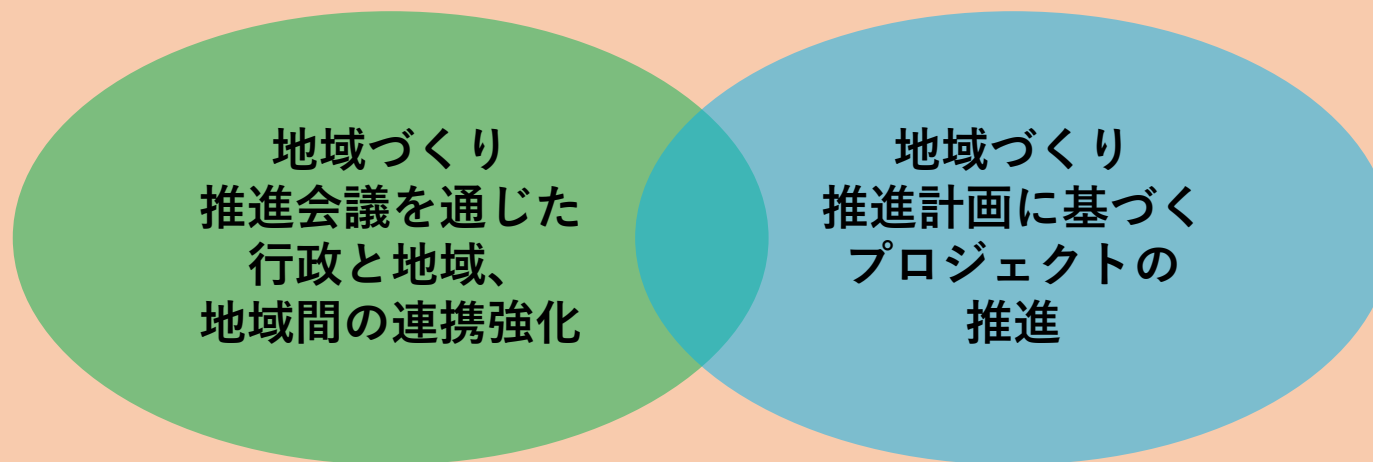 地域づくり
推進会議を通じた
行政と地域、
地域間の連携強化
地域づくり
推進計画に基づく
プロジェクトの
推進